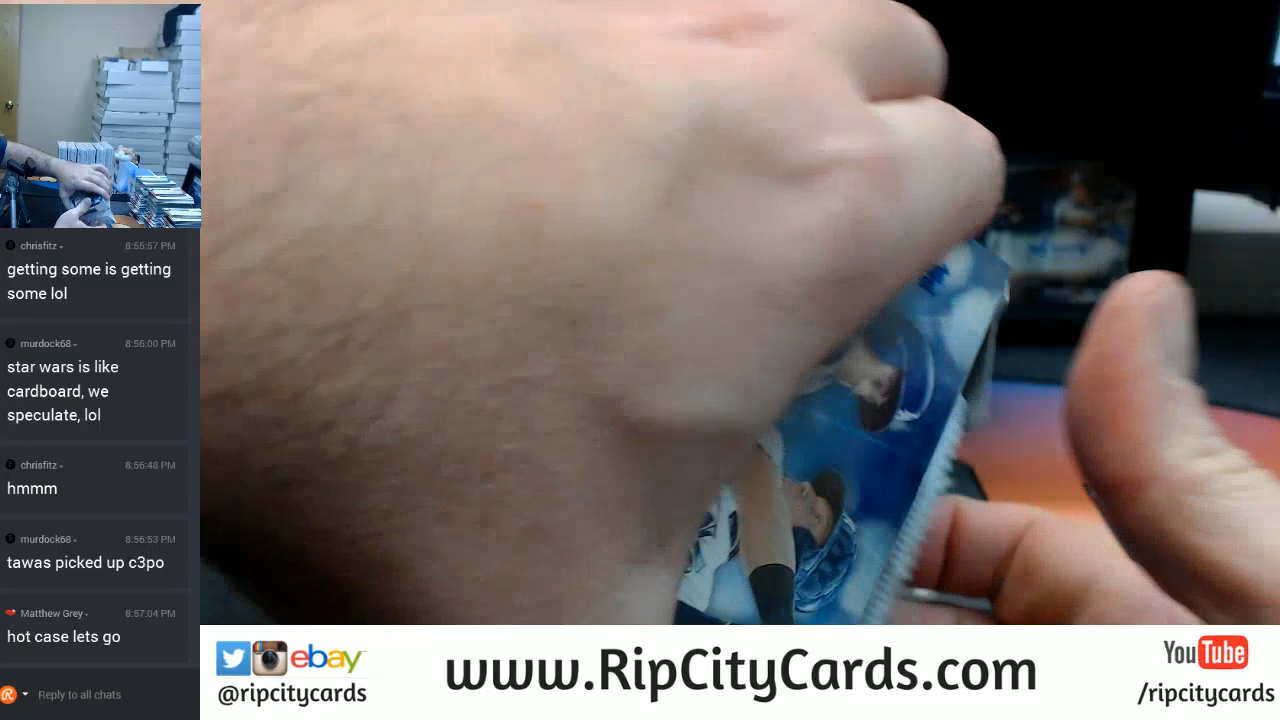 chrisfitz
8:55:57 PM
getting some is getting
some lol
murdock68
8:56:00 PM
star wars is like
cardboard, we
speculate, lol
chrisfitz
8:56:48 PM
hmmm
murdock68
8:56:53 PM
tawas picked up c3po
Matthew Grey
8:57:04 PM
hot case lets go
Reply to all chats
ebay
@ripcitycards
www.RipCityCards.com
YouTube
/ripcitycards